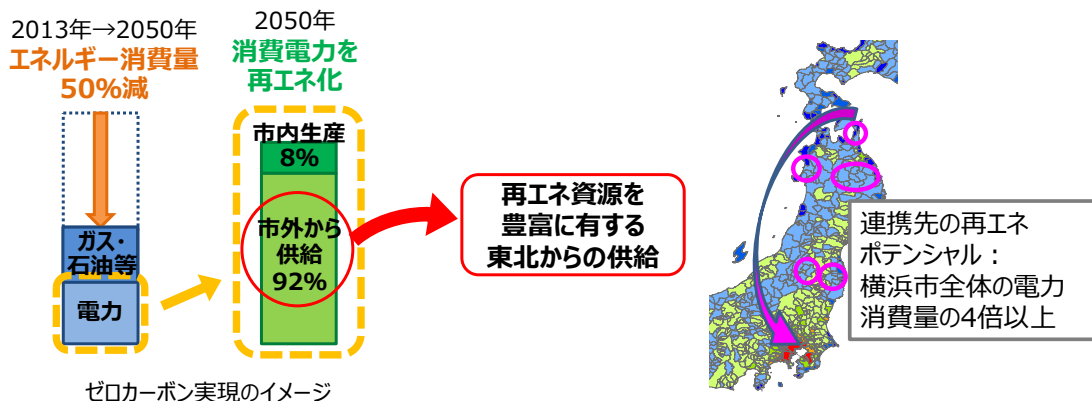 2013年→2050年
エネルギー消費量
50%減
ガス・
石油等
電力
2050年
消費電力を
再エネ化
市内生産
8%
市外から
供給
92%
再エネ資源を
豊富に有する
東北からの供給
連携先の再エネ
ポテンシャル：
横浜市全体の電力
消費量の4倍以上
ゼロカーボン実現のイメージ